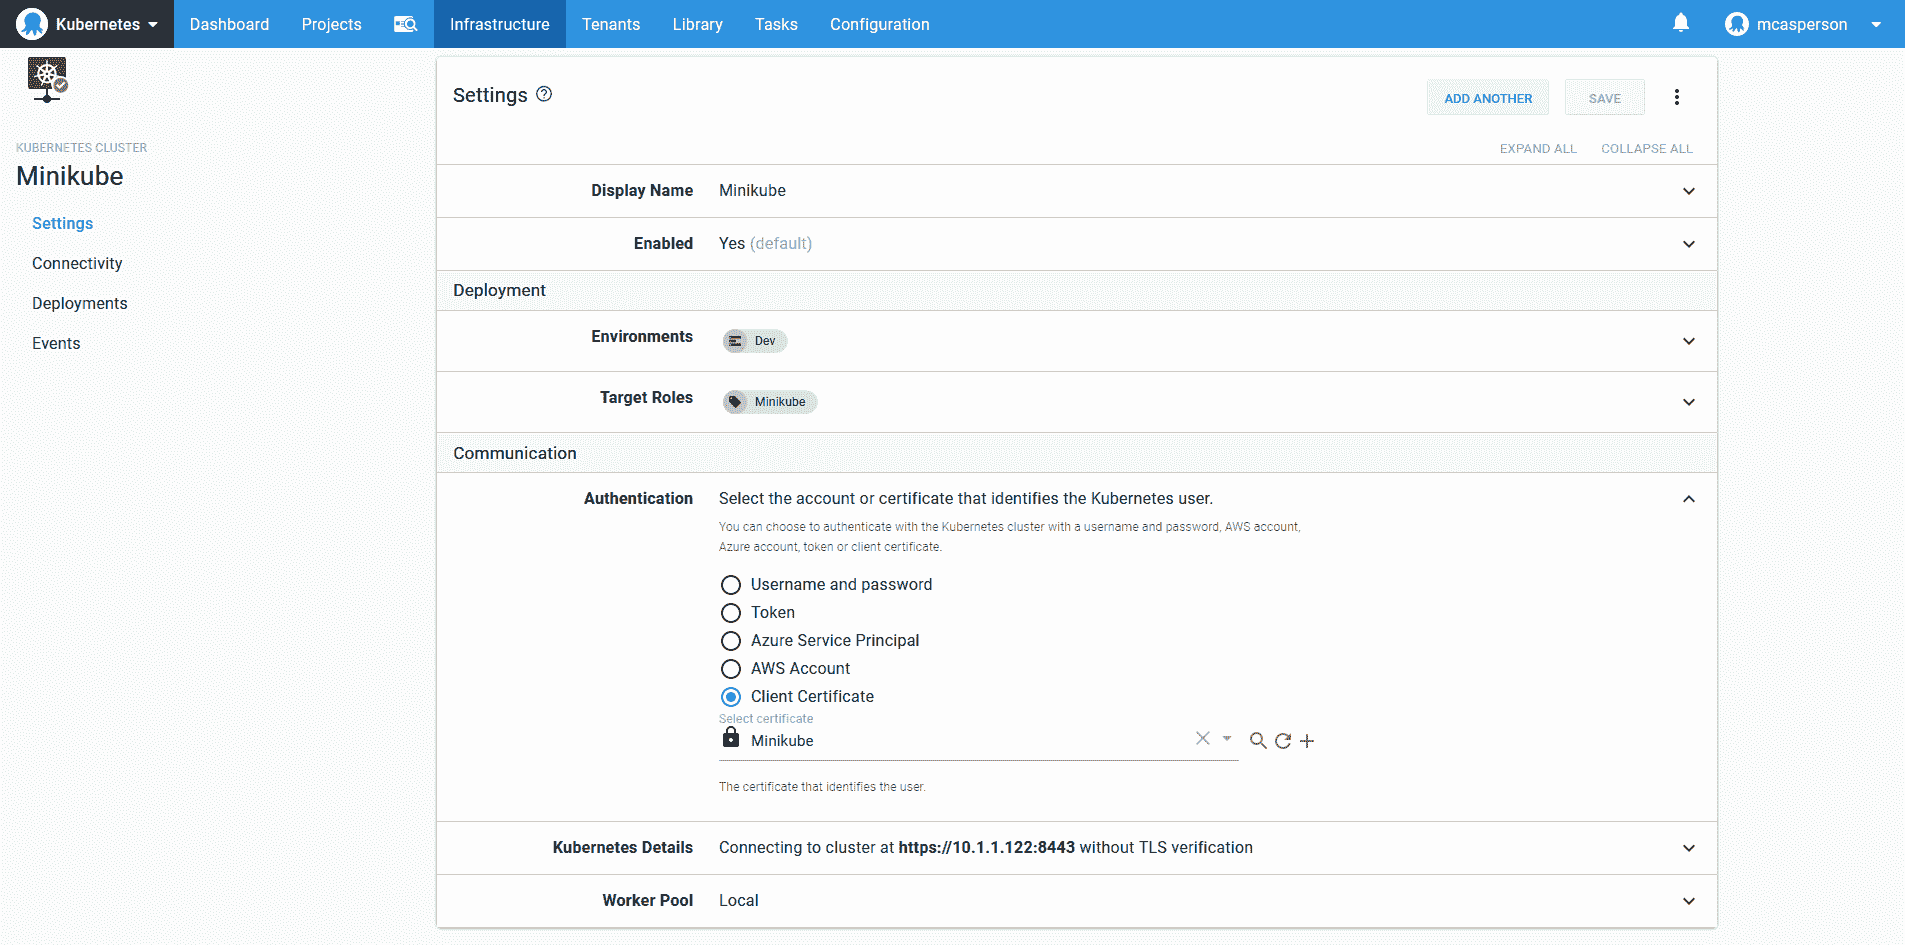 Kubernetes
Dashboard
Projects
Infrastructure
Tenants
Library
Tasks
Configuration
mcasperson
KUBERNETES CLUSTER
Minikube
Settings
Connectivity
Deployments
Events
Settings
ADD ANOTHER
SAVE
EXPAND ALL
COLLAPSE ALL
Display Name
Minikube
Enabled
Yes (default)
Deployment
Environments
Dev
Target Roles
Minikube
Communication
Authentication
Select the account or certificate that identifies the Kubernetes user.
You can choose to authenticate with the Kubernetes cluster with a username and password, AWS account,
Azure account, token or client certificate.
Username and password
Token
Azure Service Principal
AWS Account
Client Certificate
Select certificate
Minikube
The certificate that identifies the user.
Kubernetes Details
Connecting to cluster at https://10.1.1.122:8443 without TLS verification
Worker Pool
Local